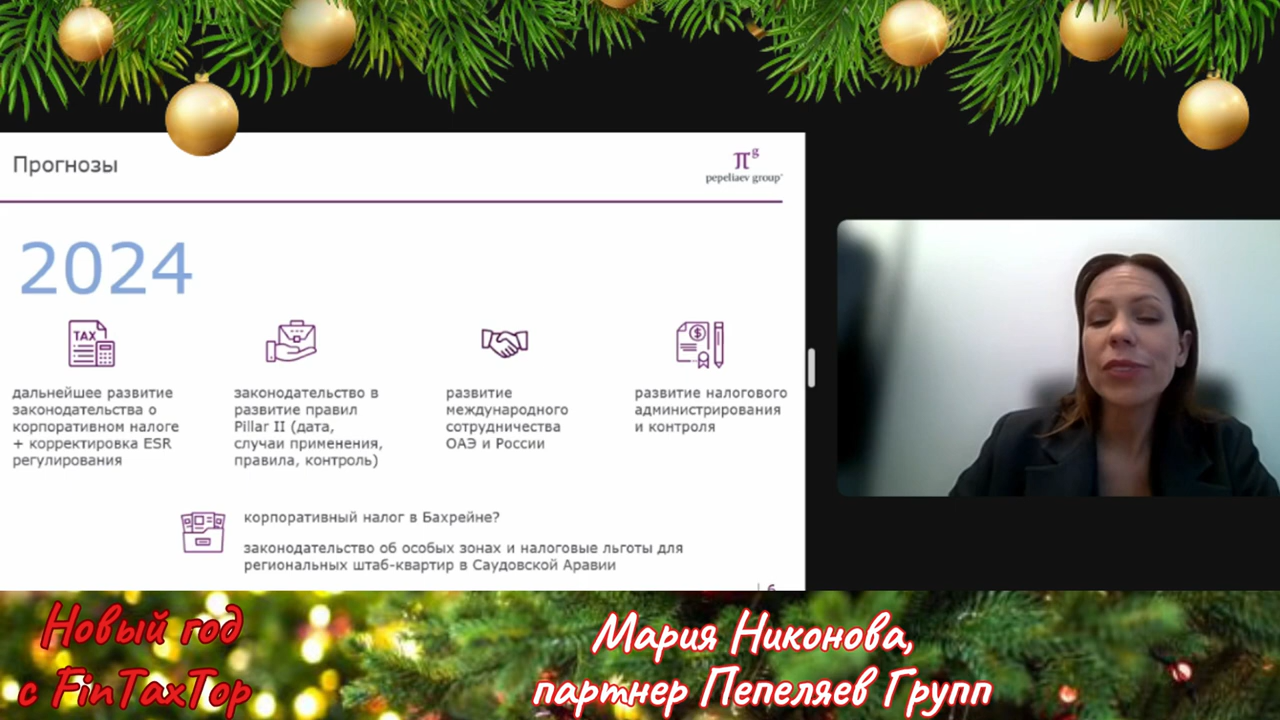 Прогнозы
πg
pepeliaev group
2024
TAX
дальнейшее развитие
законодательства о
корпоративном налоге
+ корректировка ESR
регулирования
законодательство в
развитие правил
Pillar II (дата,
случаи применения,
правила, контроль)
развитие
международного
сотрудничества
ОАЭ и России
$
развитие налогового
администрирования
и контроля
корпоративный налог в Бахрейне?
законодательство об особых зонах и налоговые льготы для
региональных штаб-квартир в Саудовской Аравии
Новый год
с FinTaxTop
Мария Никонова,
партнер Пепеляев Групп